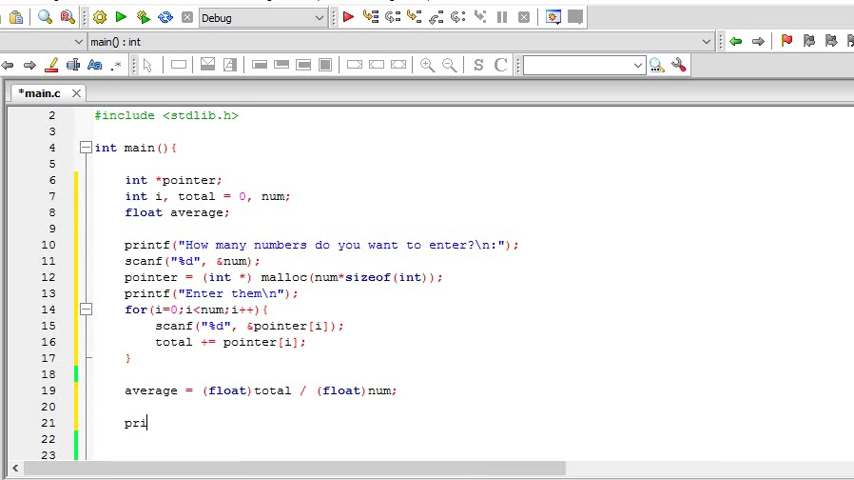 Debug
main() : int
Aa
.*
S C
*main.c
2 #include <stdlib.h>
3
4 int main(){
5
6 int *pointer;
7 int i, total = 0, num;
8 float average;
9
10 printf("How many numbers do you want to enter?\n:");
11 scanf("%d", &num);
12 pointer = (int *) malloc(num*sizeof(int));
13 printf("Enter them\n");
14 for(i=0;i<num;i++){
15 scanf("%d", &pointer[i]);
16 total += pointer[i];
17 }
18
19 average = (float)total / (float)num;
20
21 pri
22
23